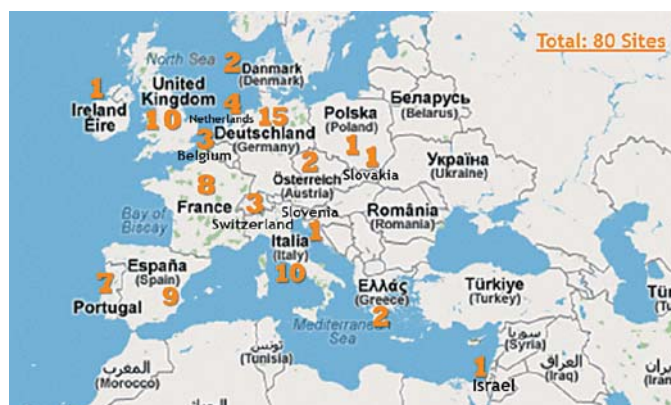 Total: 80 Sites
North Sea
2
Danmark
(Denmark)
1
Ireland
Éire
United
Kingdom
10
4
Netherlands
15
Deutschland
(Germany)
3
Belgium
Polska
(Poland)
1
1
Slovakia
Беларусь
(Belarus)
Україна
(Ukraine)
2
Österreich
(Austria)
8
France
3
Switzerland
Slovenia
1
România
(Romania)
Bay of
Biscay
Italia
(Italy)
10
España
(Spain)
9
7
Portugal
Ελλάς
(Greece)
2
Türkiye
(Turkey)
Mediterranean
Sea
تونس
(Tunisia)
المغرب
(Morocco)
سوريا
(Syria)
العراق
(Iraq)
1
Israel